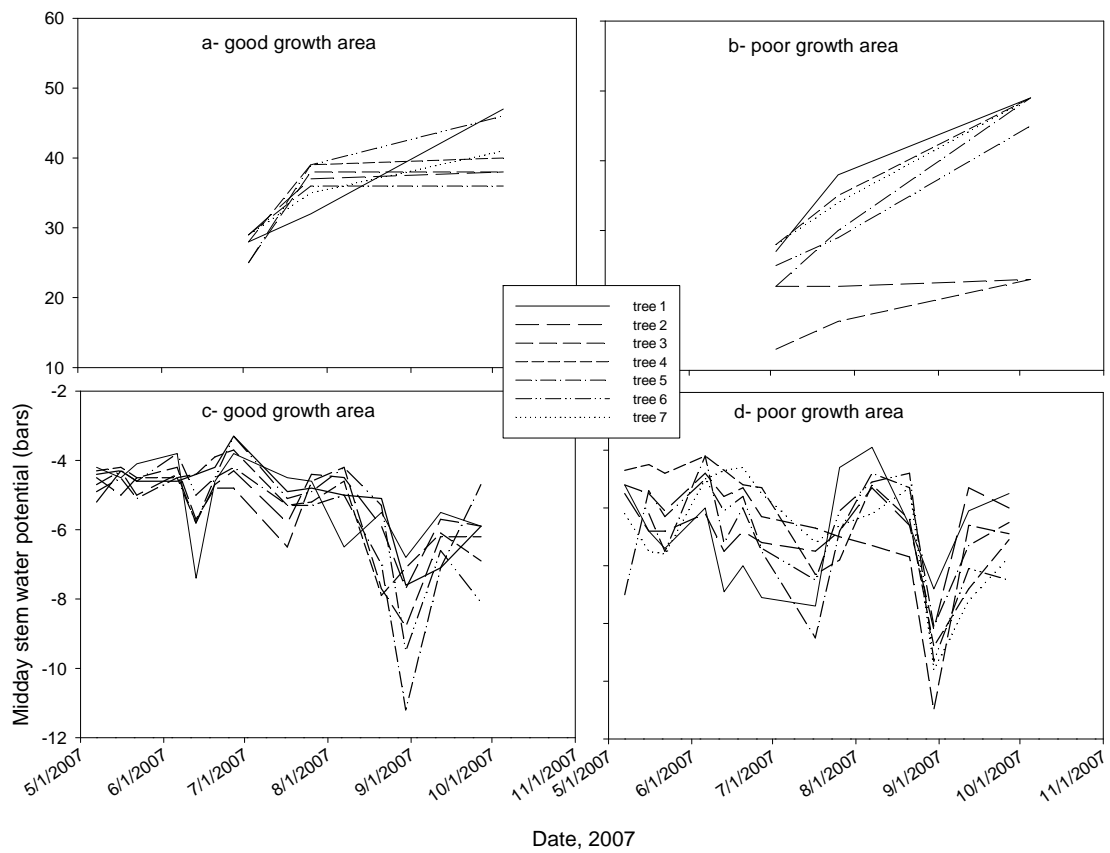 60
50
40
30
20
10
a- good growth area
b- poor growth area
tree 1
tree 2
tree 3
tree 4
tree 5
tree 6
tree 7
-2
-4
-6
-8
-10
-12
Midday stem water potential (bars)
c- good growth area
d- poor growth area
5/1/2007
6/1/2007
7/1/2007
8/1/2007
9/1/2007
10/1/2007
11/1/2007
5/1/2007
6/1/2007
7/1/2007
8/1/2007
9/1/2007
10/1/2007
11/1/2007
Date, 2007